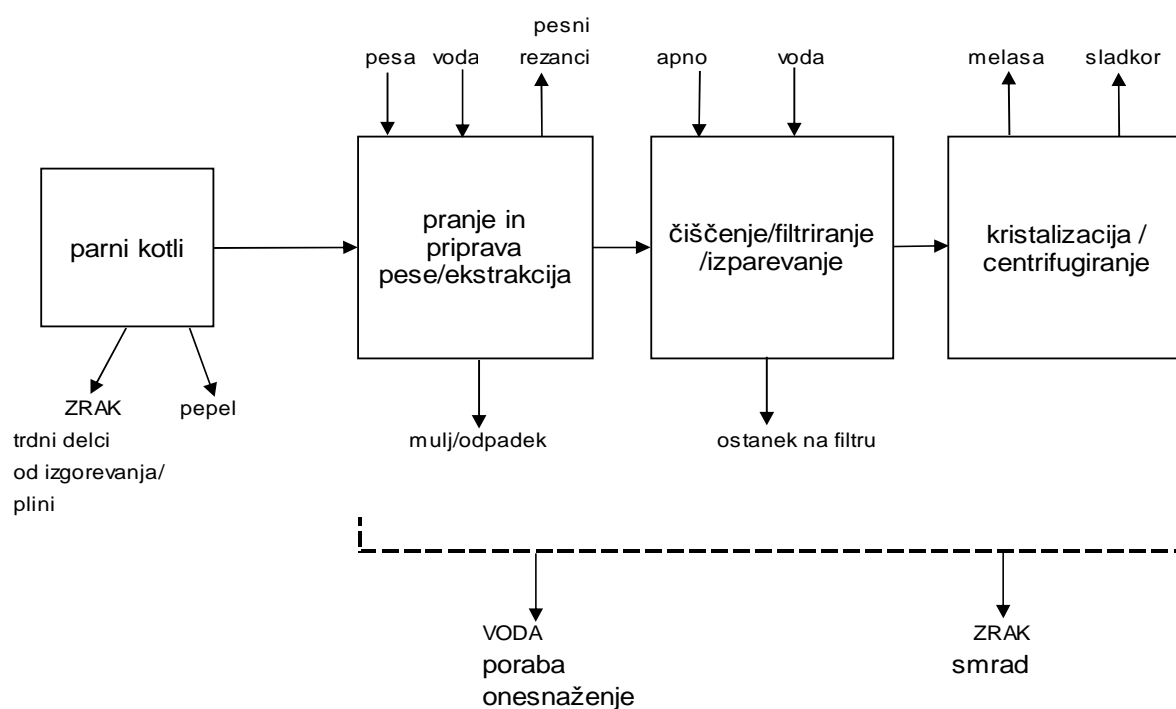 pesni
pesa voda rezanci apno voda melasa sladkor
parni kotli
pranje in
priprava
pese/ekstrakcija
čiščenje/filtriranje
/izparevanje
kristalizacija /
centrifugiranje
ZRAK
trdni delci
od izgorevanja/
plini
pepel
mulj/odpadek
ostanek na filtru
VODA
poraba
onesnaženje
ZRAK
smrad